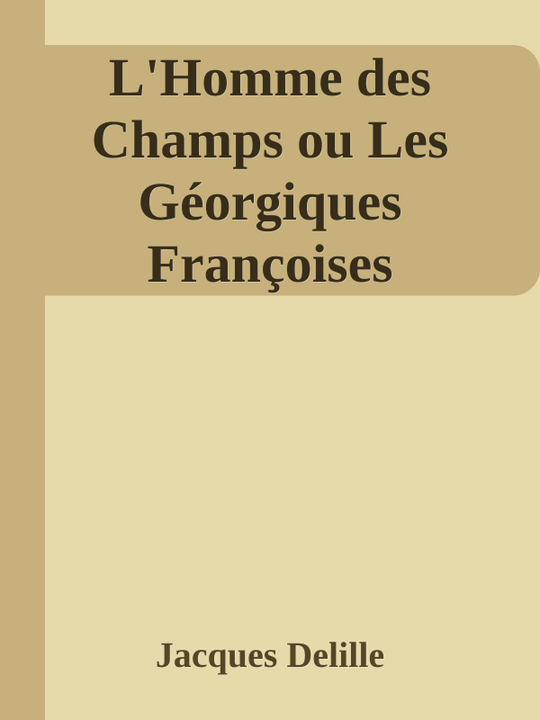 L'Homme des
Champs ou Les
Géorgiques
Françoises
Jacques Delille